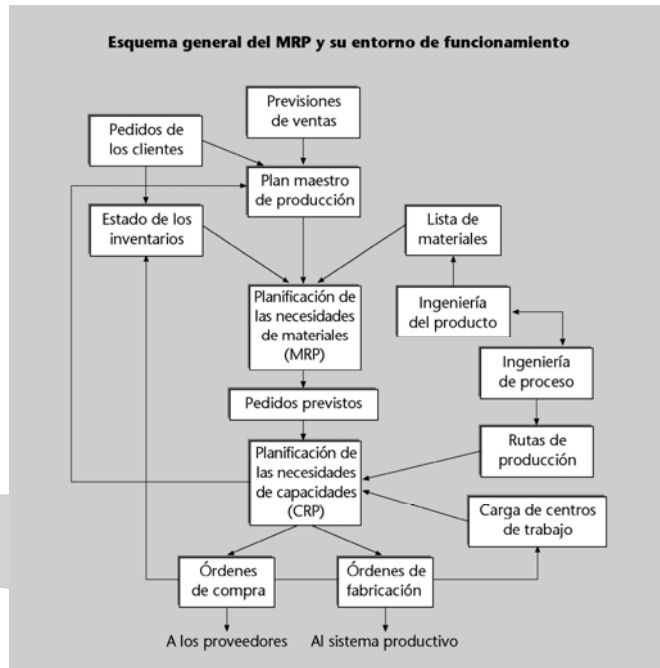 Esquema general del MRP y su entorno de funcionamiento
Previsiones
de ventas
Pedidos de
los clientes
Plan maestro
de producción
Estado de los
inventarios
Lista de
materiales
Planificación de
las necesidades
de materiales
(MRP)
Ingeniería
del producto
Ingeniería
de proceso
Pedidos previstos
Rutas de
producción
Planificación de
las necesidades
de capacidades
(CRP)
Carga de centros
de trabajo
Órdenes
de compra
Órdenes de
fabricación
A los proveedores
Al sistema productivo